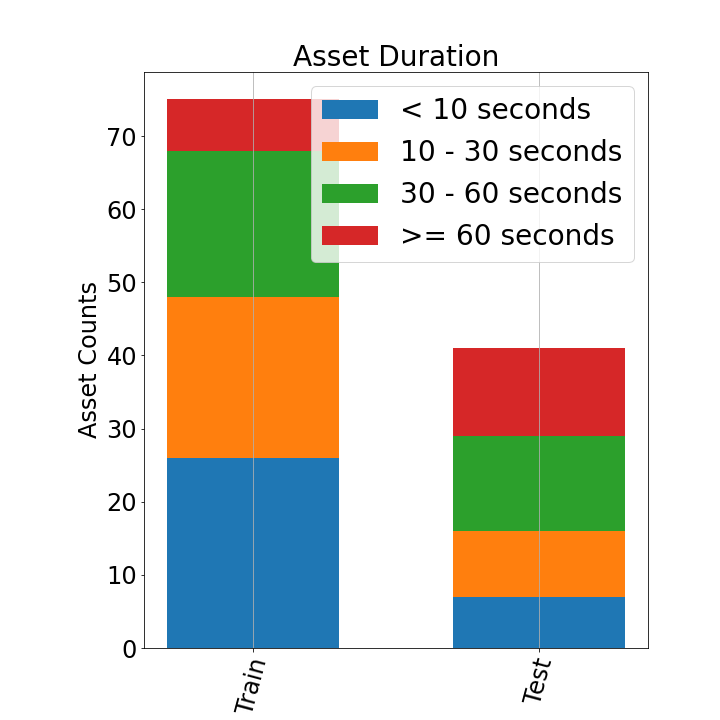 Asset Duration
< 10 seconds
10 - 30 seconds
30 - 60 seconds
>= 60 seconds
Asset Counts
70
60
50
40
30
20
10
0
Train
Test